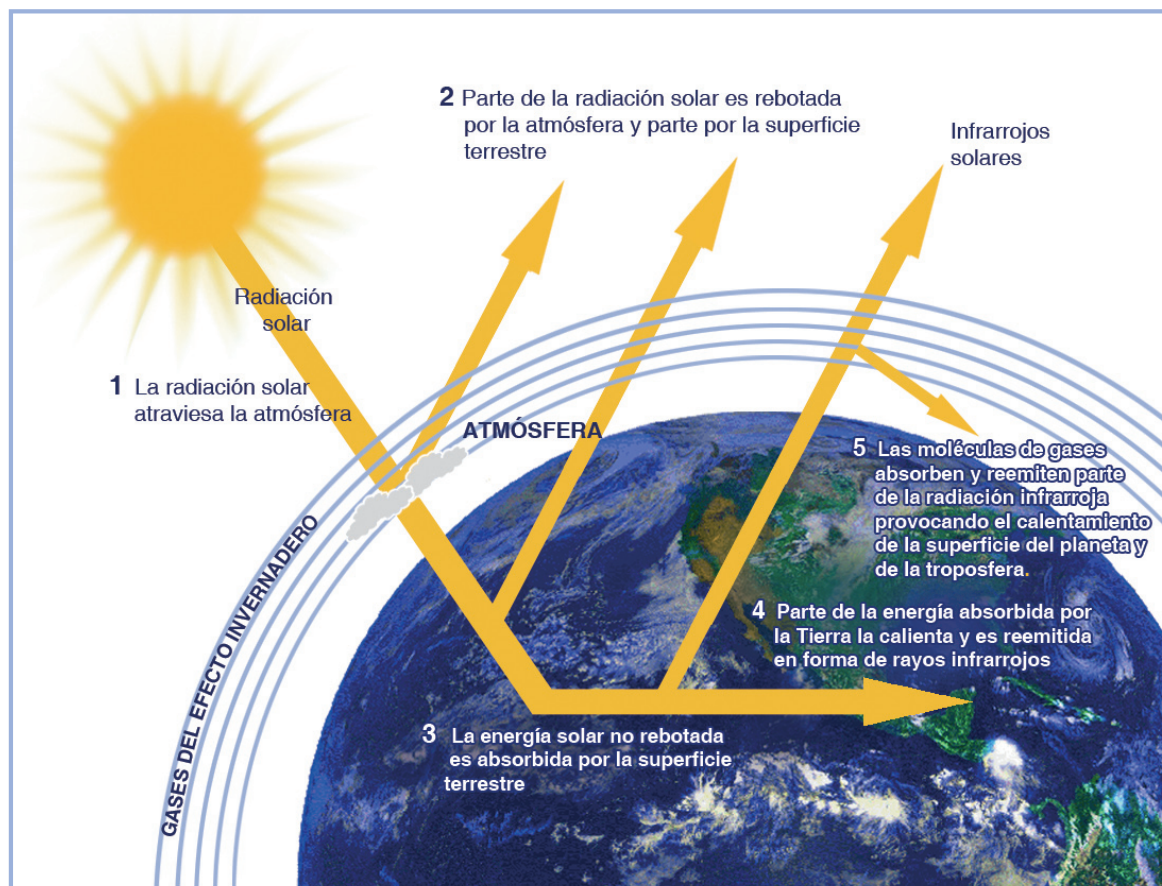 2 Parte de la radiación solar es rebotada
por la atmósfera y parte por la superficie
terrestre
Infrarrojos
solares
Radiación
solar
1 La radiación solar
atraviesa la atmósfera
ATMÓSFERA
GASES DEL EFECTO INVERNADERO
5 Las moléculas de gases
absorben y reemiten parte
de la radiación infrarroja
provocando el calentamiento
de la superficie del planeta y
de la troposfera.
4 Parte de la energía absorbida por
la Tierra la calienta y es reemitida
en forma de rayos infrarrojos
3 La energía solar no rebotada
es absorbida por la superficie
terrestre